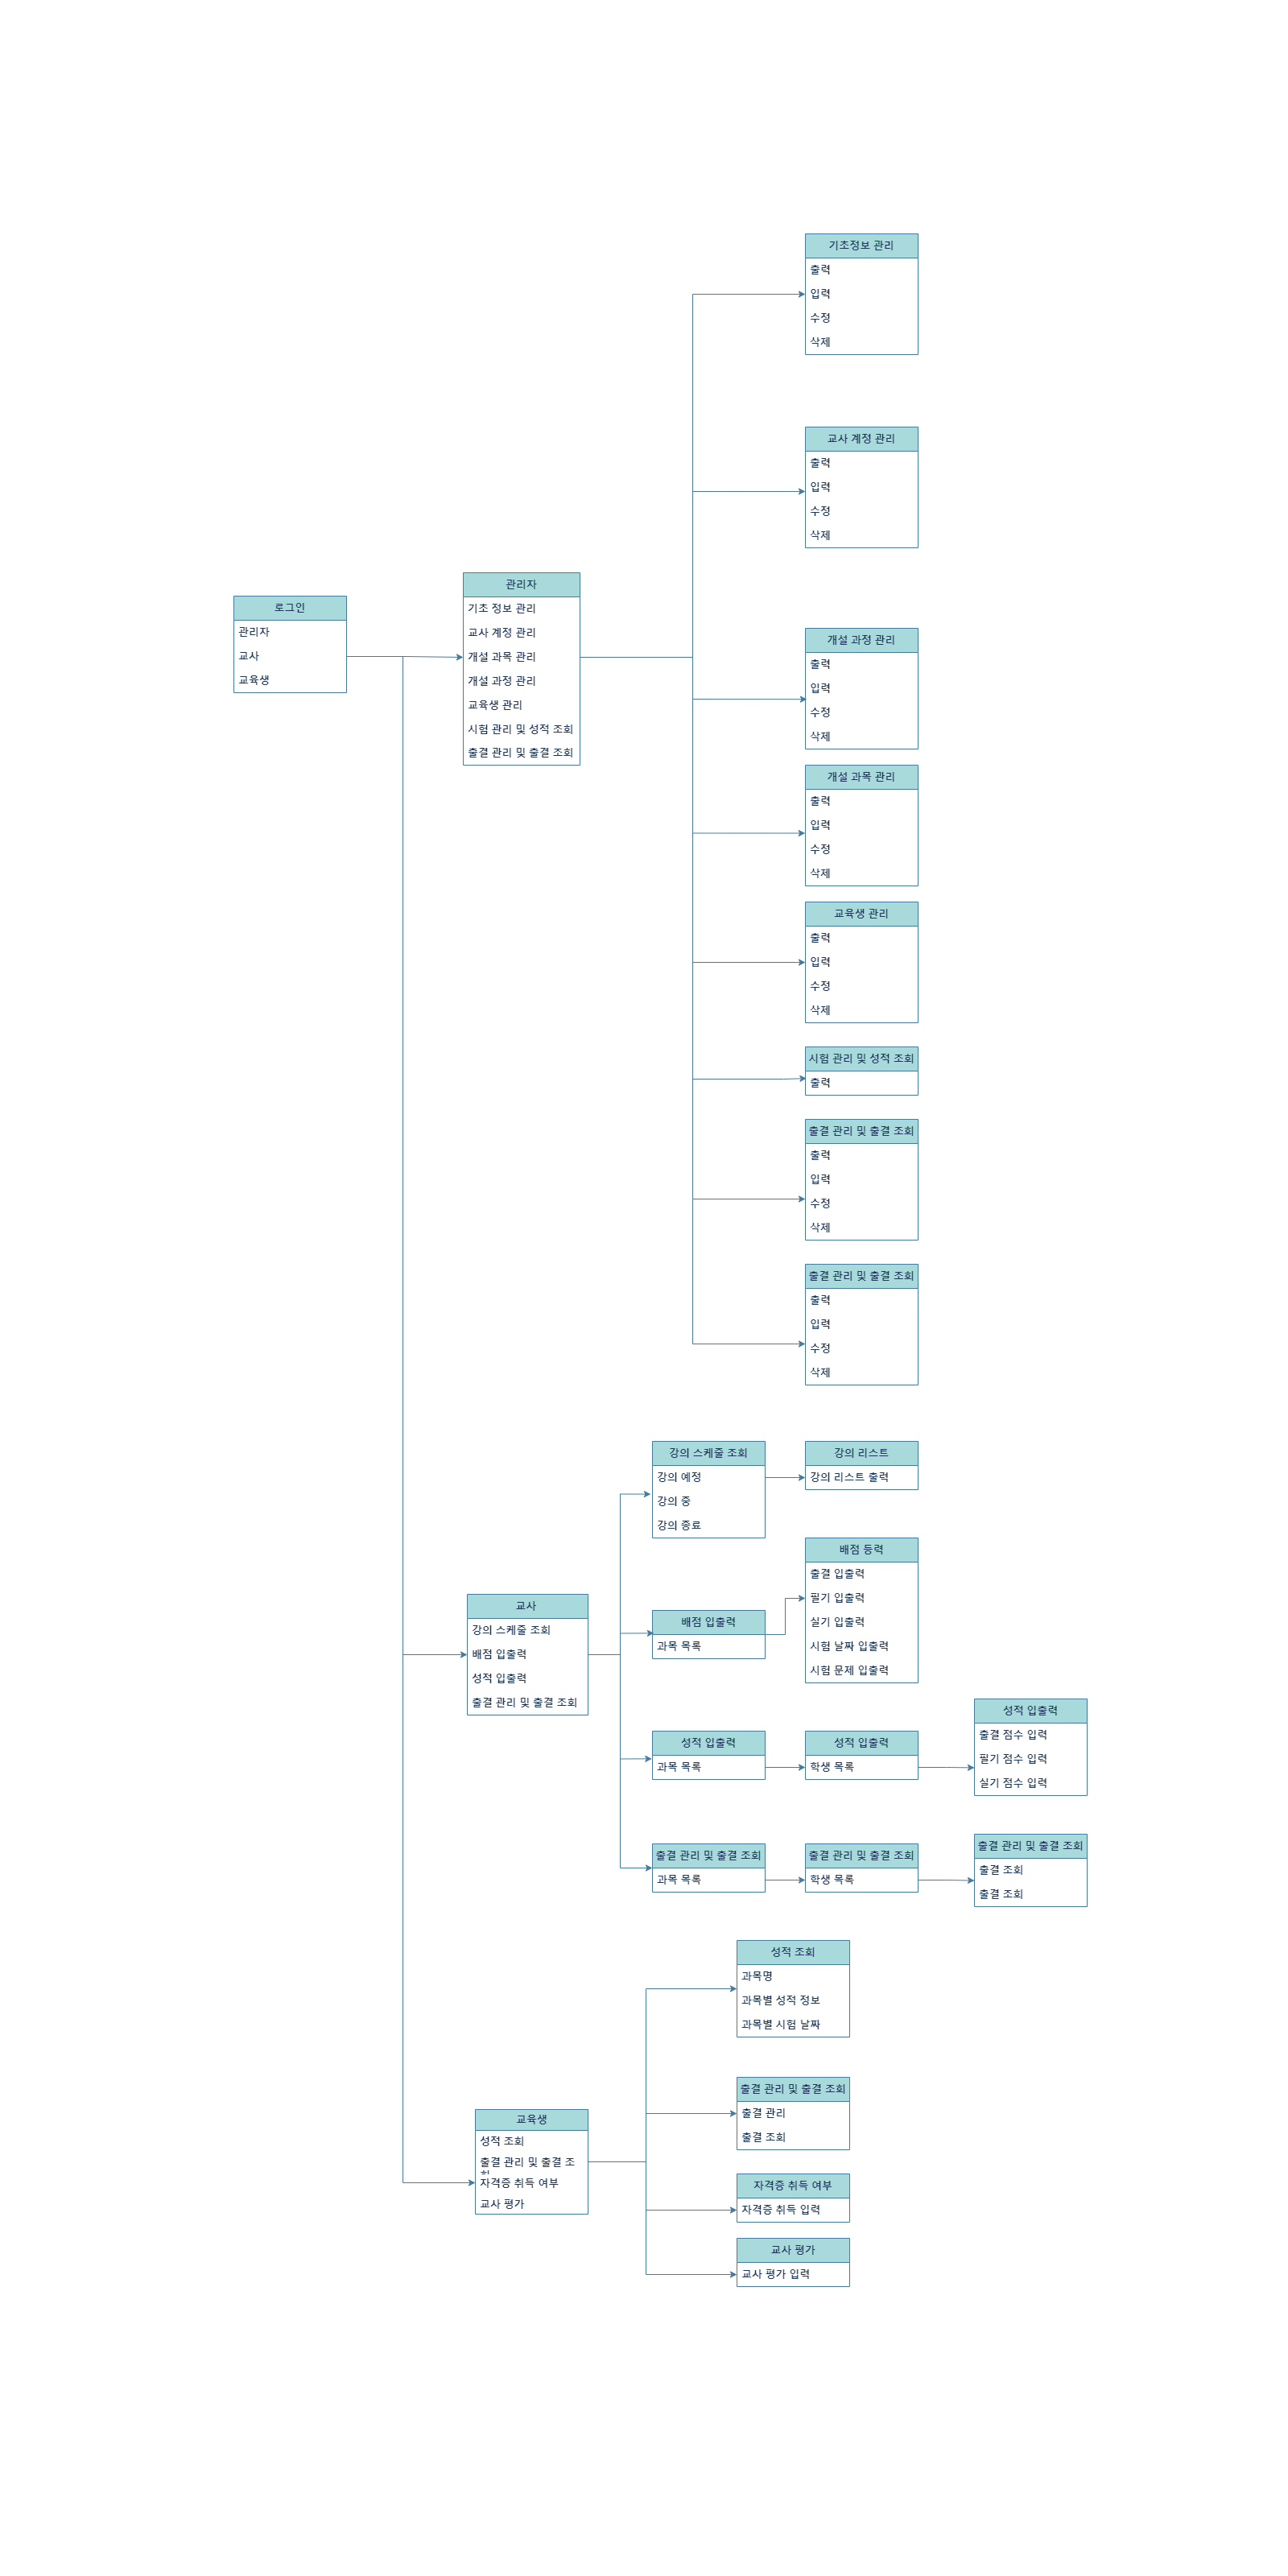 로그인
관리자
교사
교육생
관리자
기초 정보 관리
교사 계정 관리
개설 과목 관리
개설 과정 관리
교육생 관리
시험 관리 및 성적 조회
출결 관리 및 출결 조회
기초정보 관리
출력
입력
수정
삭제
교사 계정 관리
출력
입력
수정
삭제
개설 과정 관리
출력
입력
수정
삭제
개설 과목 관리
출력
입력
수정
삭제
교육생 관리
출력
입력
수정
삭제
시험 관리 및 성적 조회
출력
출결 관리 및 출결 조회
출력
입력
수정
삭제
출결 관리 및 출결 조회
출력
입력
수정
삭제
교사
강의 스케줄 조회
배점 입출력
성적 입출력
출결 관리 및 출결 조회
강의 스케줄 조회
강의 예정
강의 중
강의 종료
강의 리스트
강의 리스트 출력
배점 입출력
과목 목록
배점 등력
출결 입출력
필기 입출력
실기 입출력
시험 날짜 입출력
시험 문제 입출력
성적 입출력
과목 목록
성적 입출력
학생 목록
성적 입출력
출결 점수 입력
필기 점수 입력
실기 점수 입력
출결 관리 및 출결 조회
과목 목록
출결 관리 및 출결 조회
학생 목록
출결 관리 및 출결 조회
출결 조회
출결 조회
교육생
성적 조회
출결 관리 및 출결 조
자격증 취득 여부
교사 평가
성적 조회
과목명
과목별 성적 정보
과목별 시험 날짜
출결 관리 및 출결 조회
출결 관리
출결 조회
자격증 취득 여부
자격증 취득 입력
교사 평가
교사 평가 입력